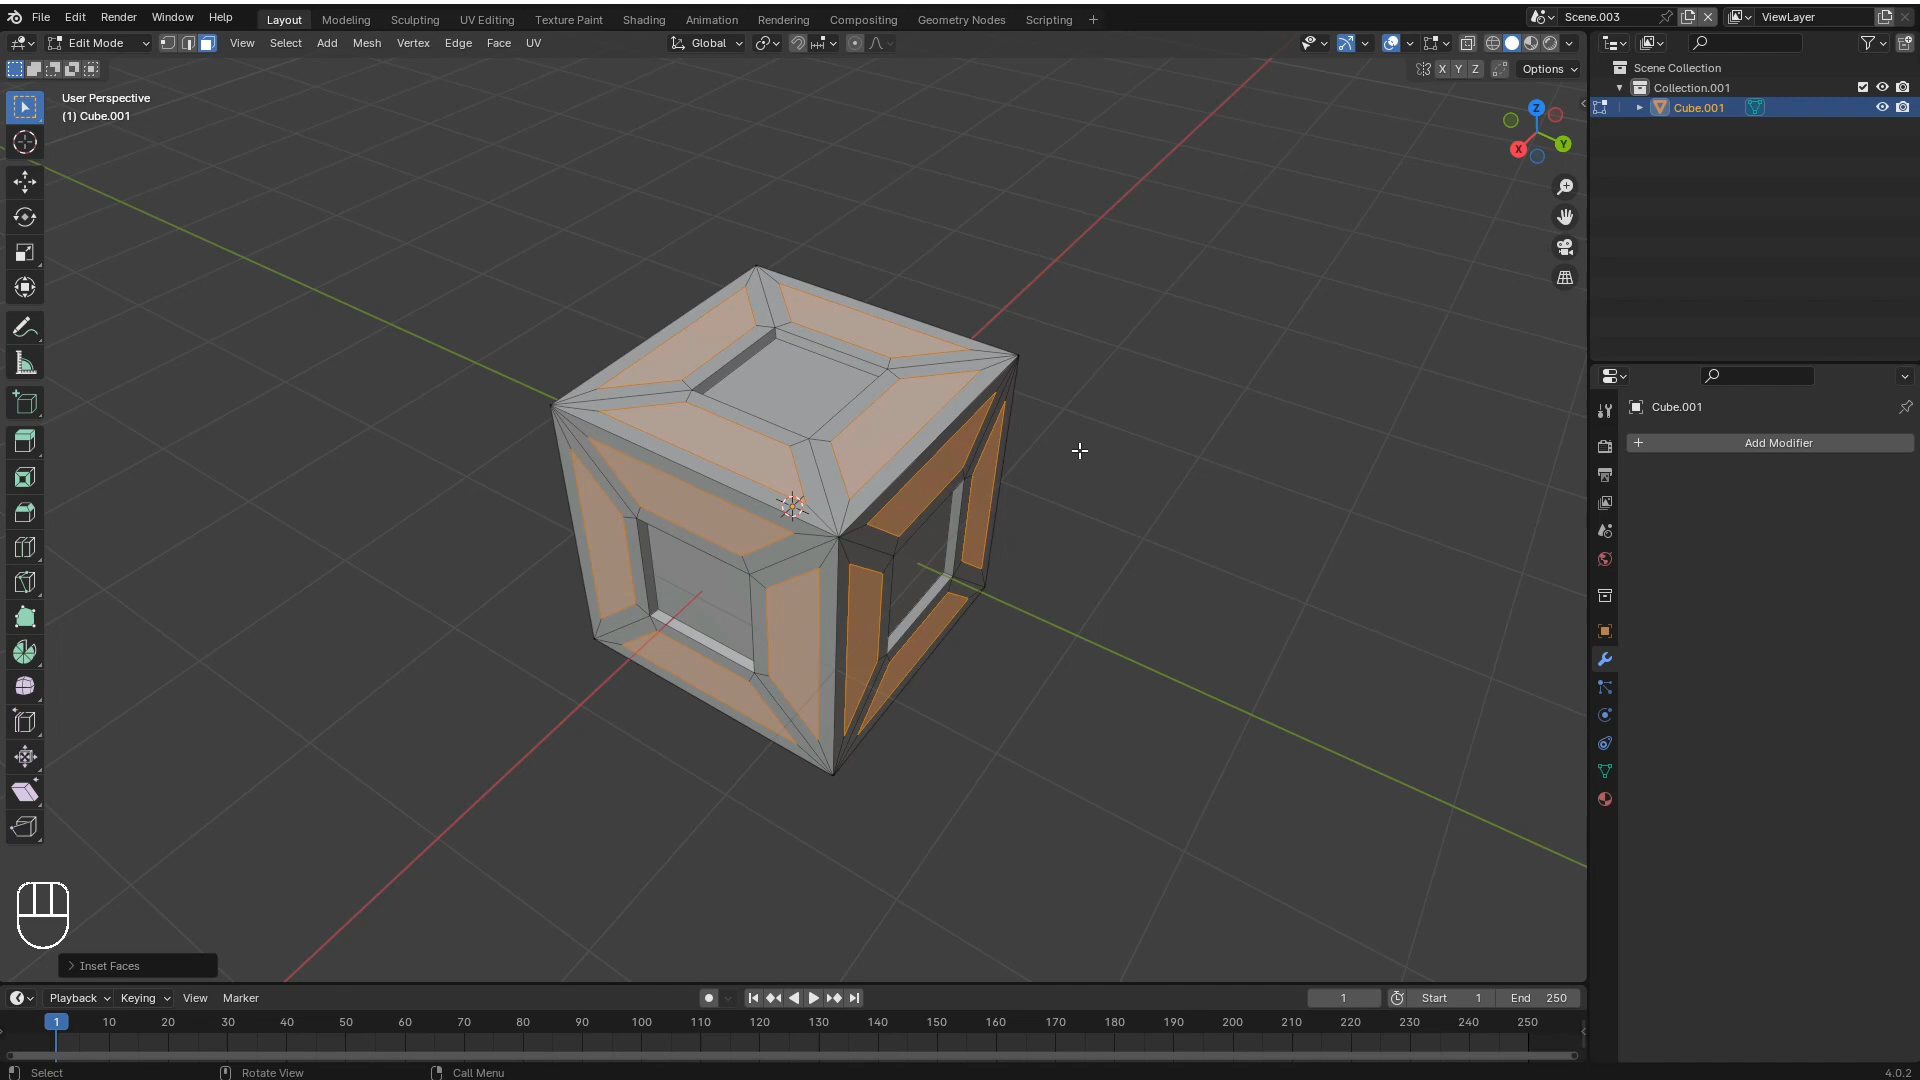 File Edit Render Window Help Layout Modeling Sculpting UV Editing Texture Paint Shading Animation Rendering Compositing Geometry Nodes Scripting + Scene.003 ViewLayer
Edit Mode View Select Add Mesh Vertex Edge Face UV Global
X Y Z Options
User Perspective
(1) Cube.001
Z
Y
X
Scene Collection
Collection.001
Cube.001
Cube.001
+ Add Modifier
Inset Faces
Playback Keying View Marker 1 Start 1 End 250
1 10 20 30 40 50 60 70 80 90 100 110 120 130 140 150 160 170 180 190 200 210 220 230 240 250
Select Rotate View Call Menu 4.0.2